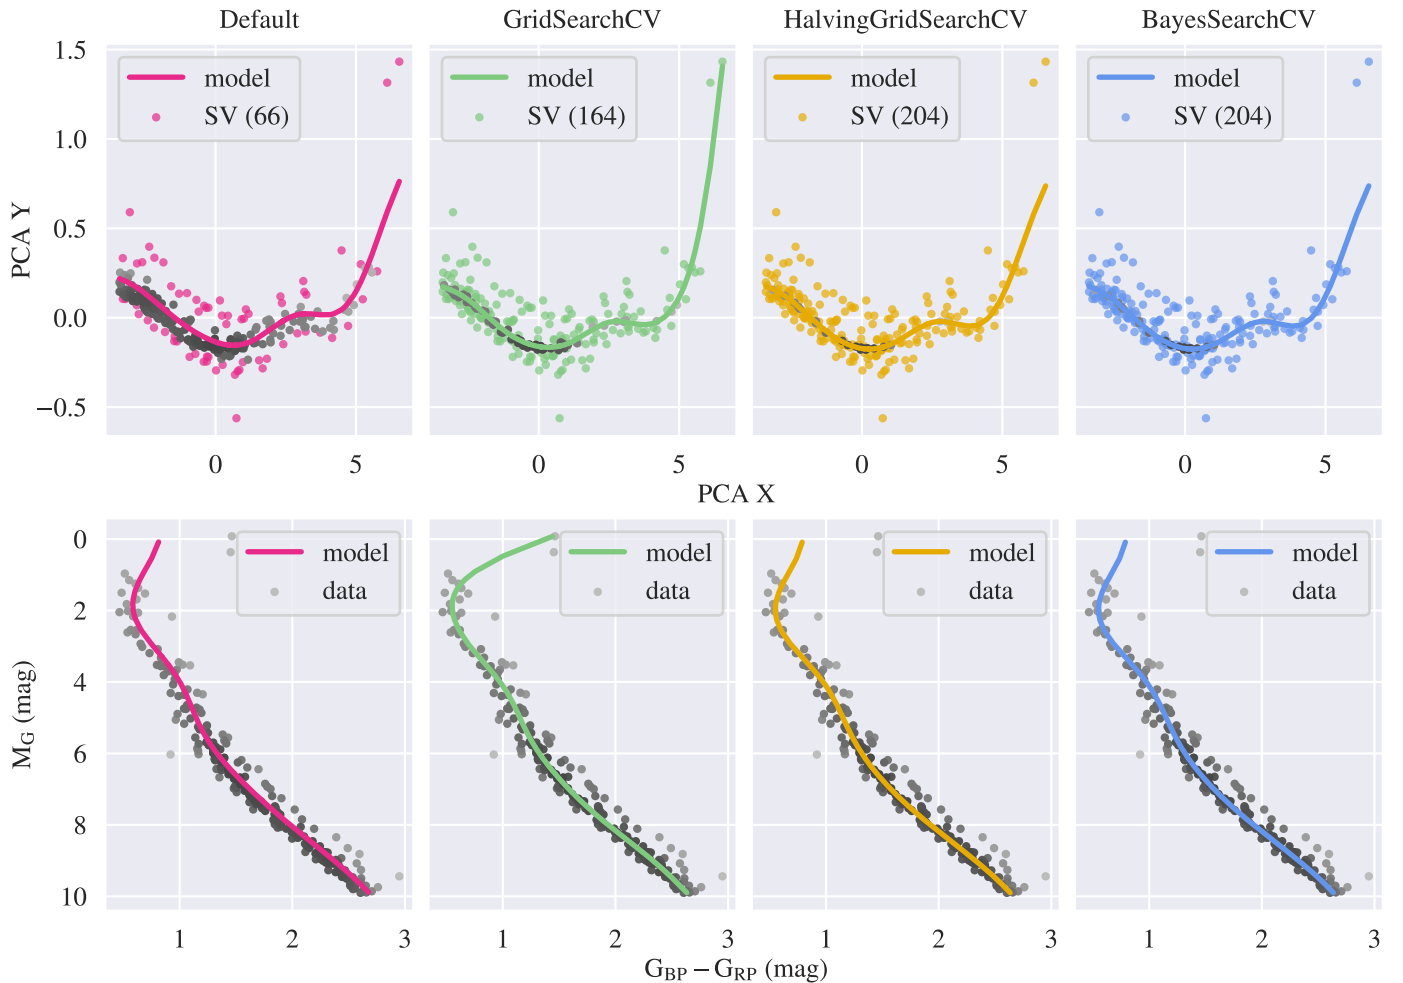 Default GridSearchCV HalvingGridSearchCV BayesSearchCV
1.5
1.0
0.5
0.0
−0.5
PCA Y
model
SV (66)
model
SV (164)
model
SV (204)
model
SV (204)
0 5 0 5 0 5 0 5
PCA X
0
2
4
6
8
10
M_G (mag)
model
data
model
data
model
data
model
data
1 2 3 1 2 3 1 2 3 1 2 3
G_BP − G_RP (mag)